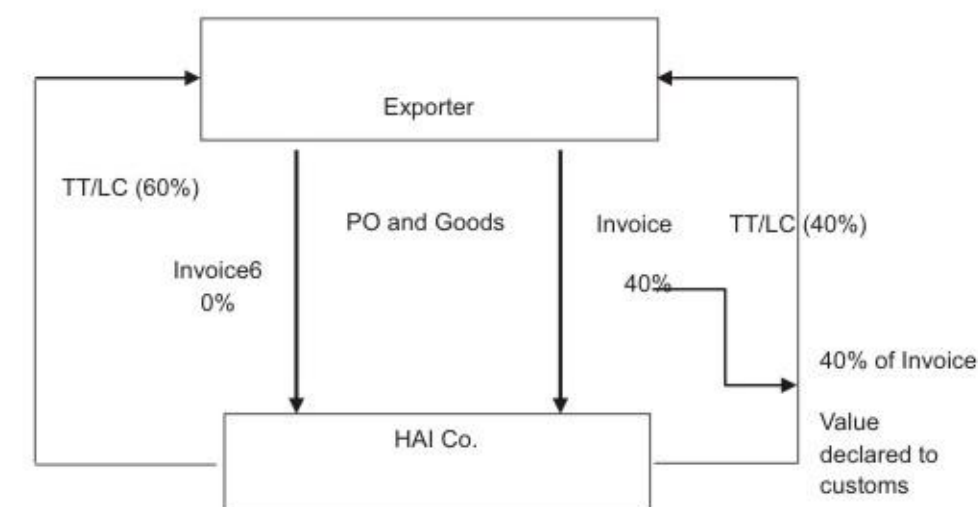 Exporter
TT/LC (60%)
PO and Goods
Invoice
TT/LC (40%)
Invoice6
0%
40%
40% of Invoice
Value
declared to
customs
HAI Co.